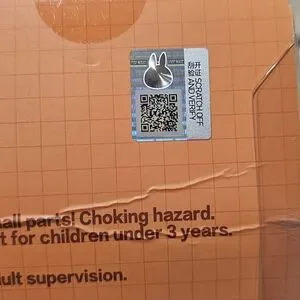 刮开
验证
SCRATCH OFF
AND VERIFY
all parts! Choking hazard.
t for children under 3 years.
ult supervision.